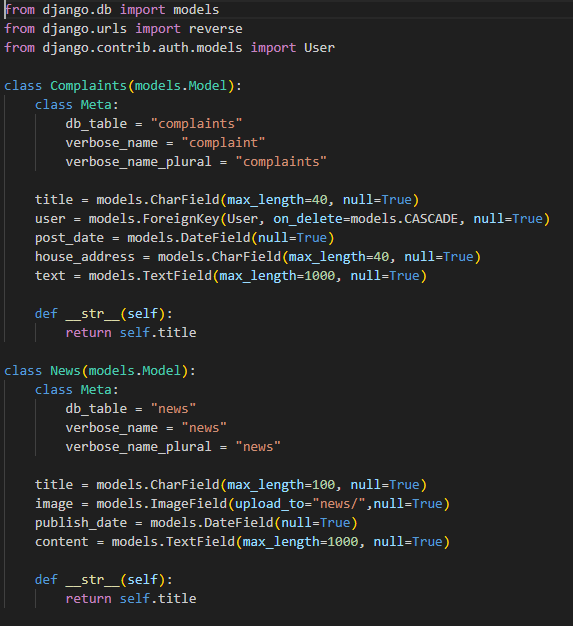 from django.db import models
from django.urls import reverse
from django.contrib.auth.models import User

class Complaints(models.Model):
    class Meta:
        db_table = "complaints"
        verbose_name = "complaint"
        verbose_name_plural = "complaints"

    title = models.CharField(max_length=40, null=True)
    user = models.ForeignKey(User, on_delete=models.CASCADE, null=True)
    post_date = models.DateField(null=True)
    house_address = models.CharField(max_length=40, null=True)
    text = models.TextField(max_length=1000, null=True)

    def __str__(self):
        return self.title

class News(models.Model):
    class Meta:
        db_table = "news"
        verbose_name = "news"
        verbose_name_plural = "news"

    title = models.CharField(max_length=100, null=True)
    image = models.ImageField(upload_to="news/",null=True)
    publish_date = models.DateField(null=True)
    content = models.TextField(max_length=1000, null=True)

    def __str__(self):
        return self.title